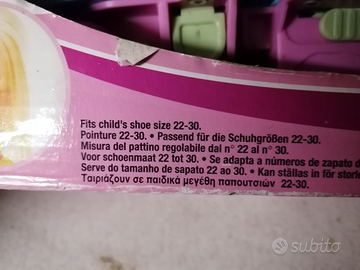 Fits child's shoe size 22-30.
Pointure 22-30. • Passend für die Schuhgrößen 22-30.
Misura del pattino regolabile dal n° 22 al n° 30.
Voor schoenmaat 22 tot 30. • Se adapta a números de zapato d
Serve do tamanho de sapato 22 ao 30. • Kan ställas in för storle
Ταιριάζουν σε παιδικά μεγέθη παπουτσιών 22-30.
subito